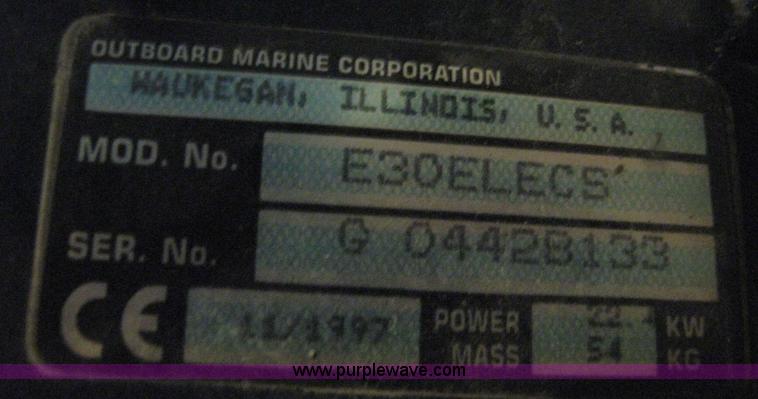 OUTBOARD MARINE CORPORATION
WAUKEGAN, ILLINOIS, U.S.A.
MOD. No. E30ELECS
SER. No. G 04428133
CE 11/1997 POWER 22. KW
MASS 54 KG
www.purplewave.com